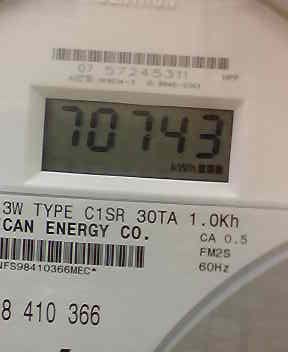 07 57245311
70743
kWh
3W TYPE C1SR 30TA 1.0Kh
CAN ENERGY CO.
CA 0.5
FM2S
NFS98410366MEC*
60Hz
8 410 366